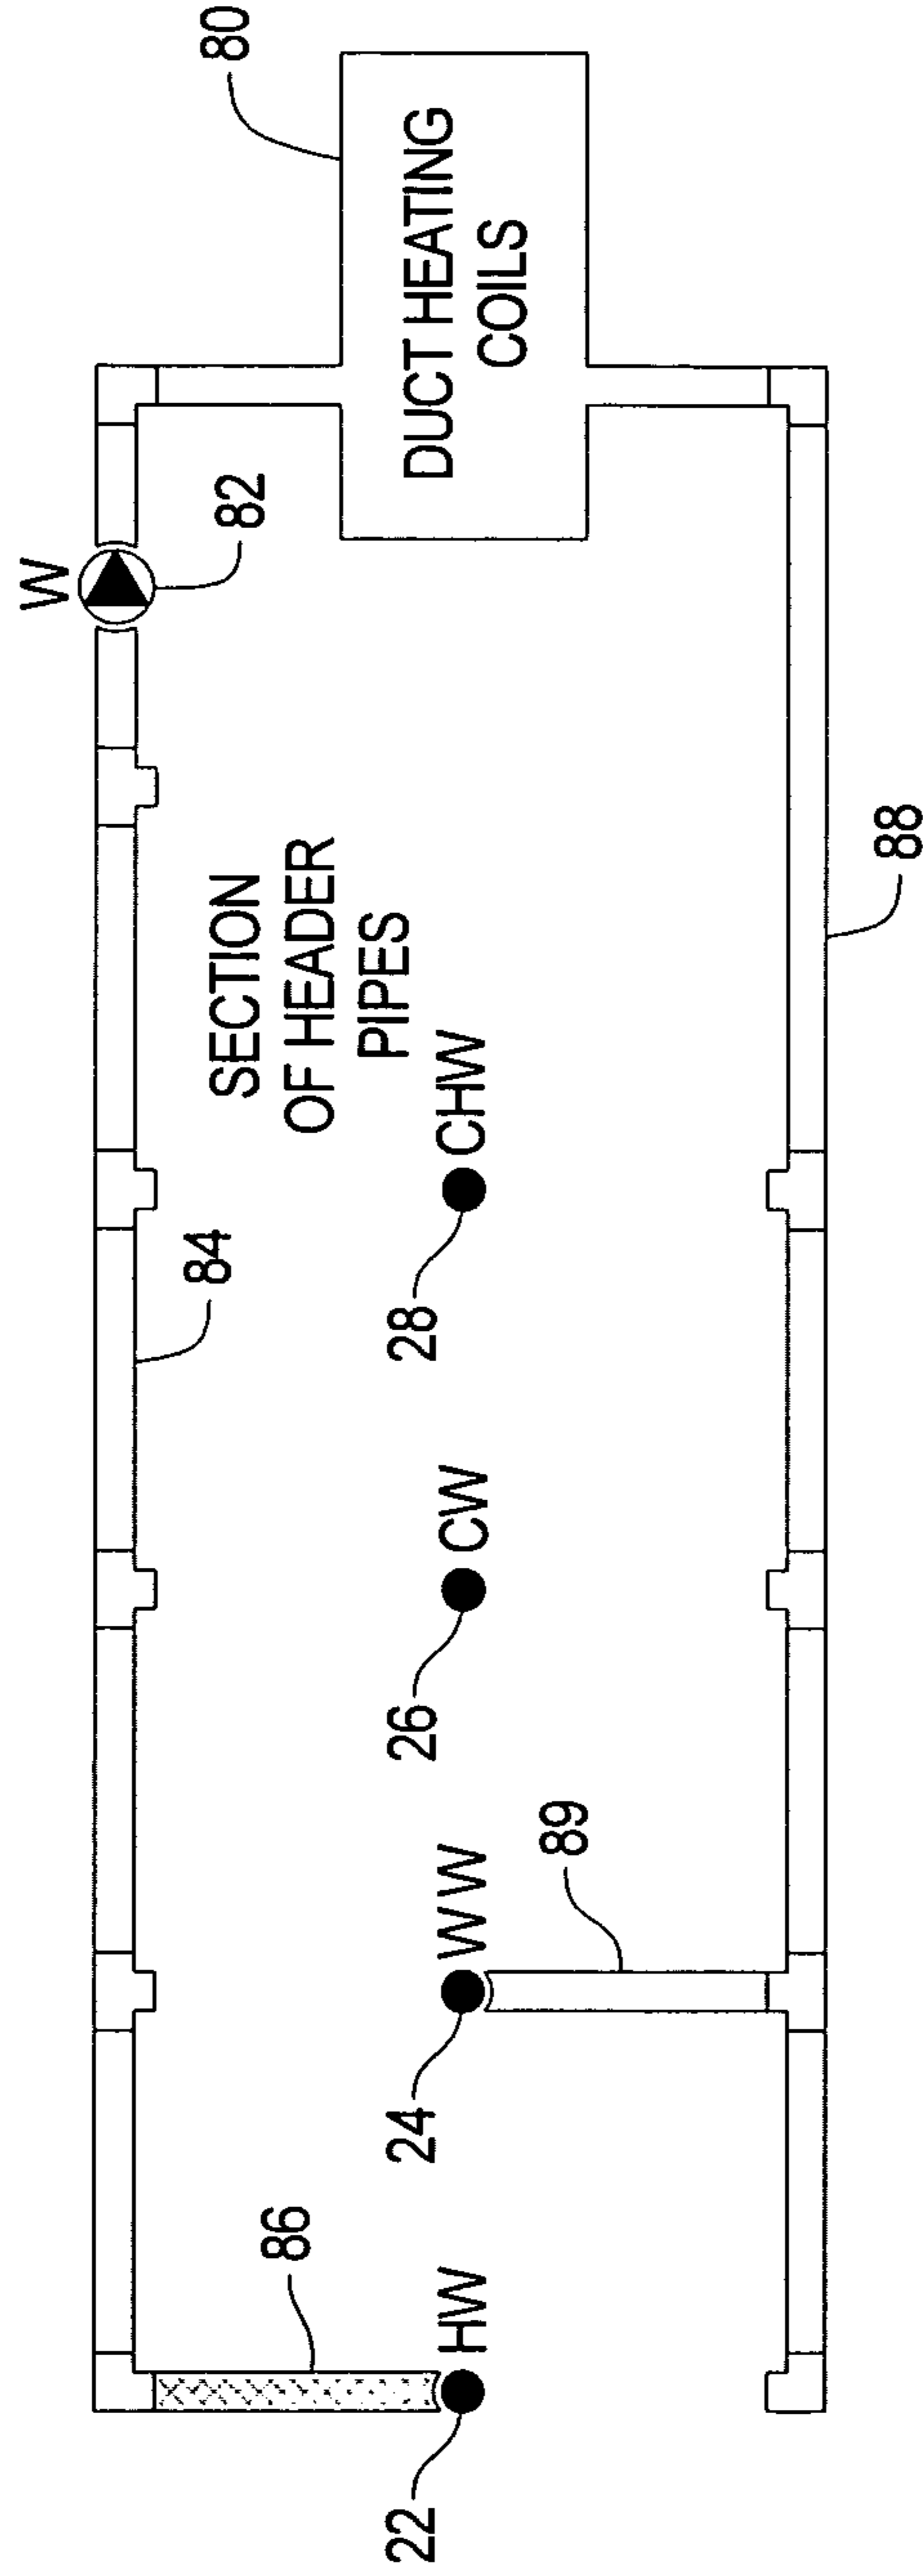 80
DUCT HEATING
COILS
W
82
SECTION
OF HEADER
PIPES
84
88
28
CHW
26
CW
89
24
WW
86
22
HW